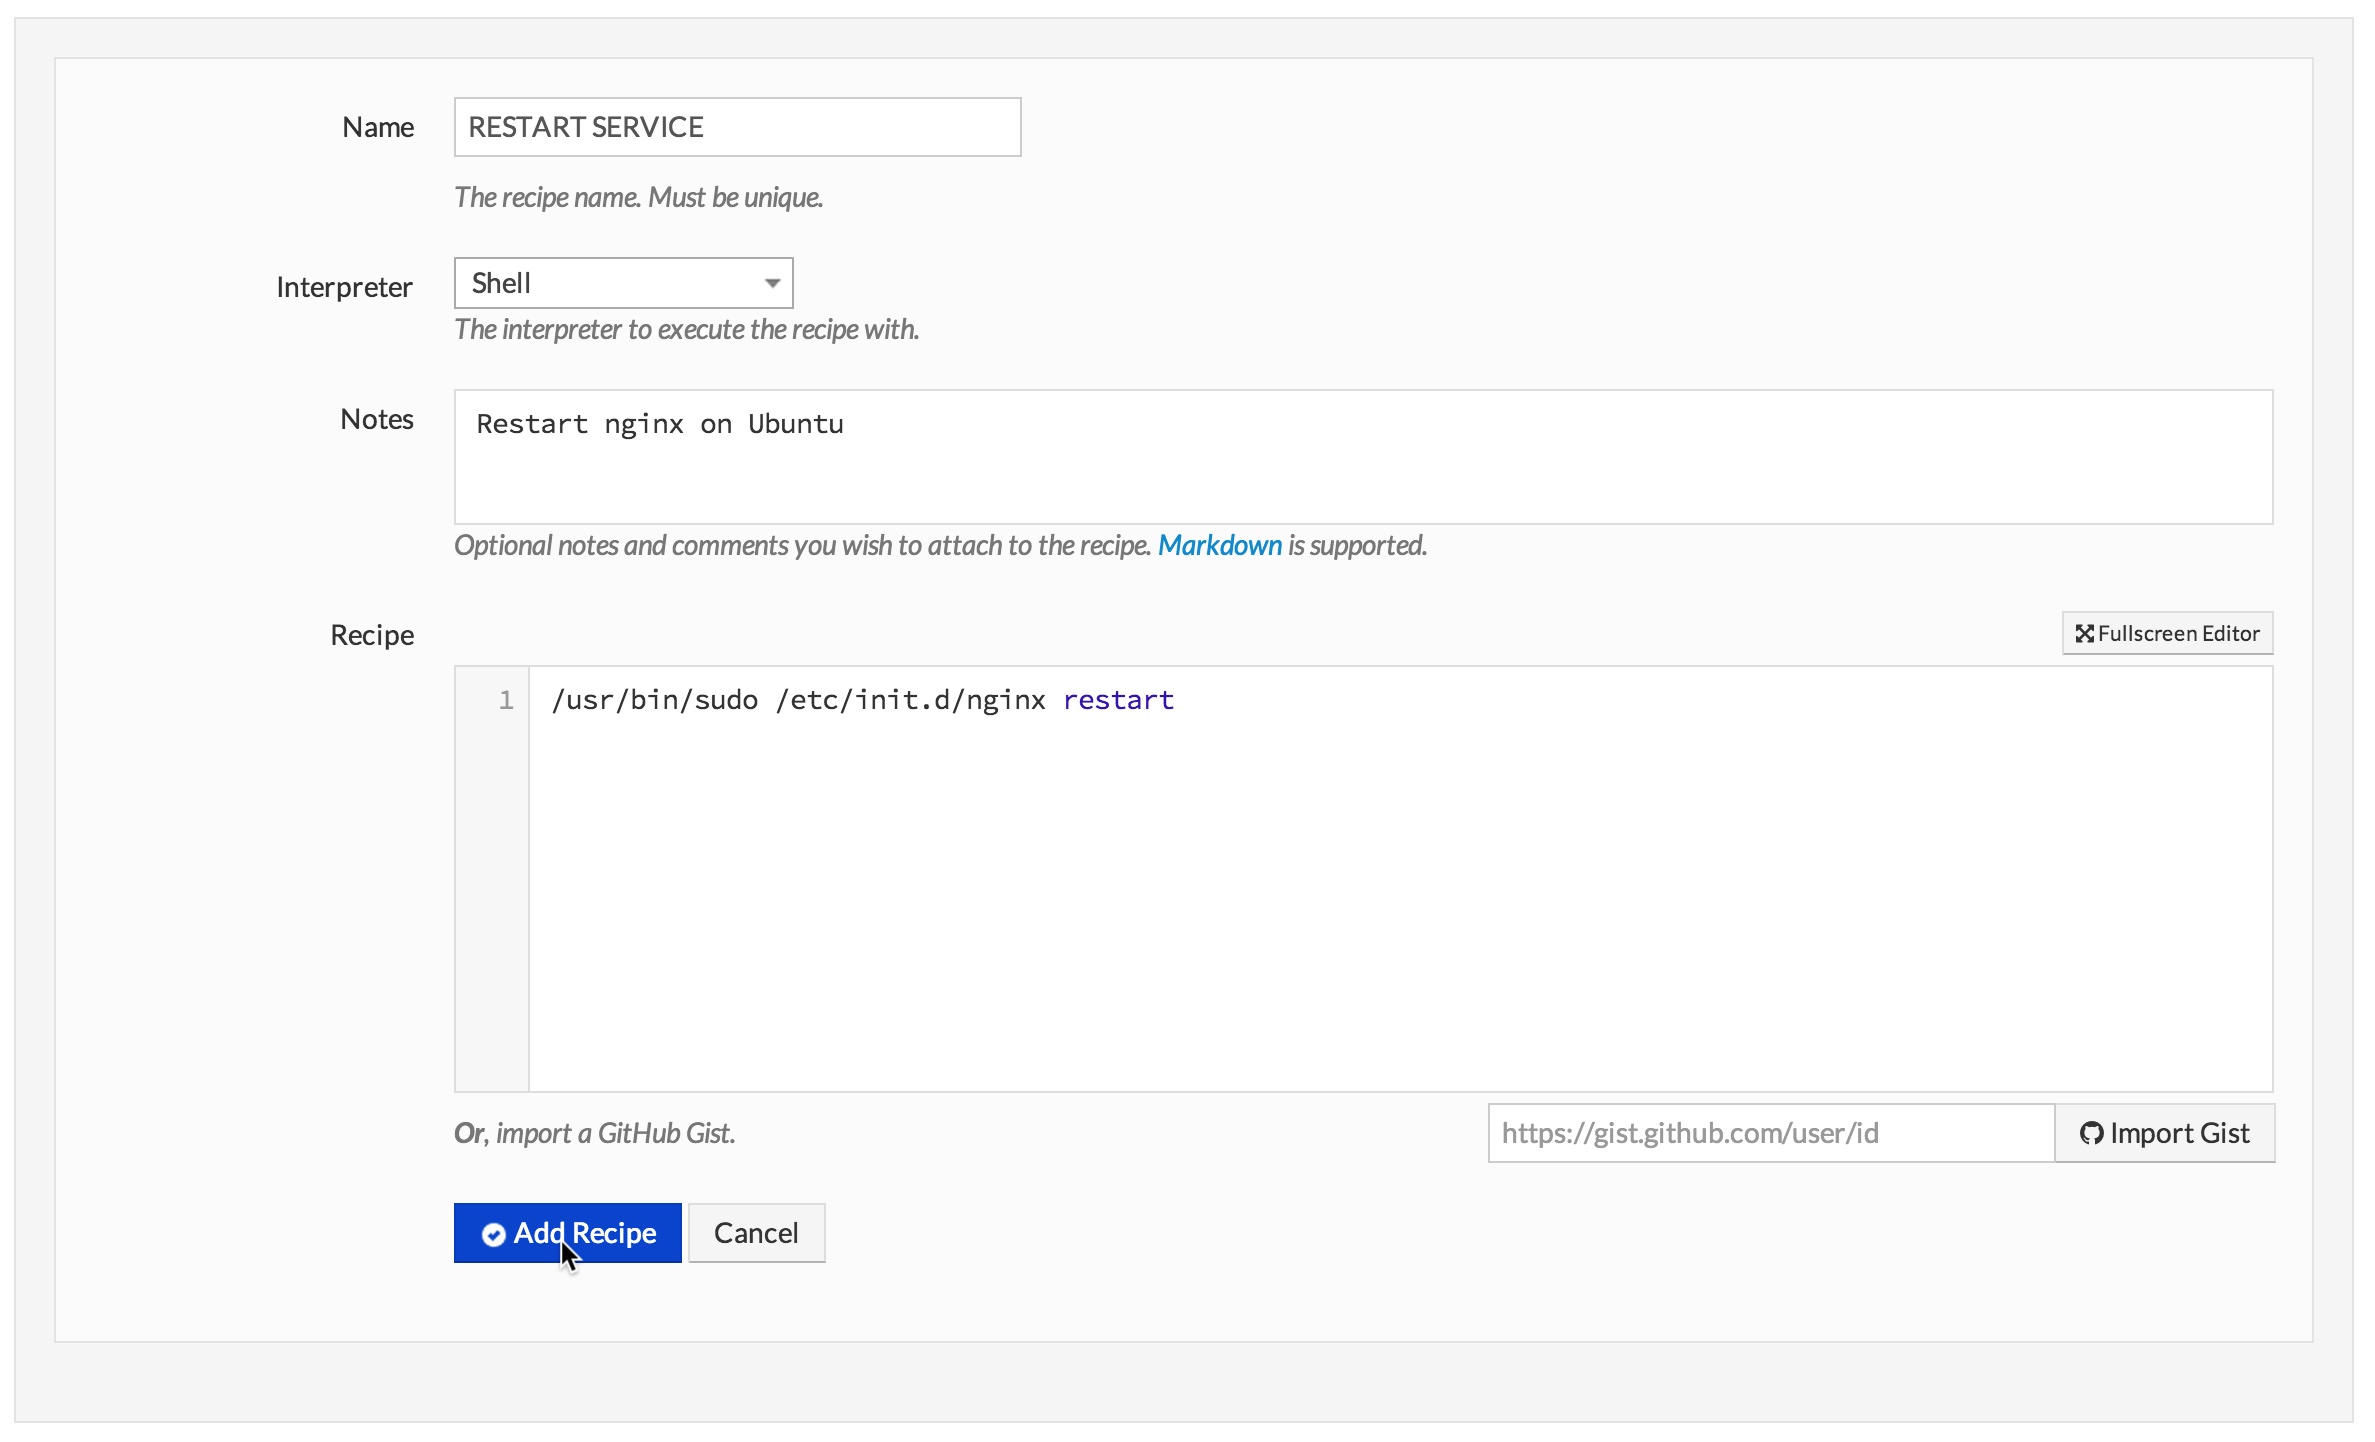 Name
RESTART SERVICE
The recipe name. Must be unique.
Interpreter
Shell
The interpreter to execute the recipe with.
Notes
Restart nginx on Ubuntu
Optional notes and comments you wish to attach to the recipe. Markdown is supported.
Recipe
Fullscreen Editor
1 /usr/bin/sudo /etc/init.d/nginx restart
Or, import a GitHub Gist.
https://gist.github.com/user/id
Import Gist
Add Recipe
Cancel